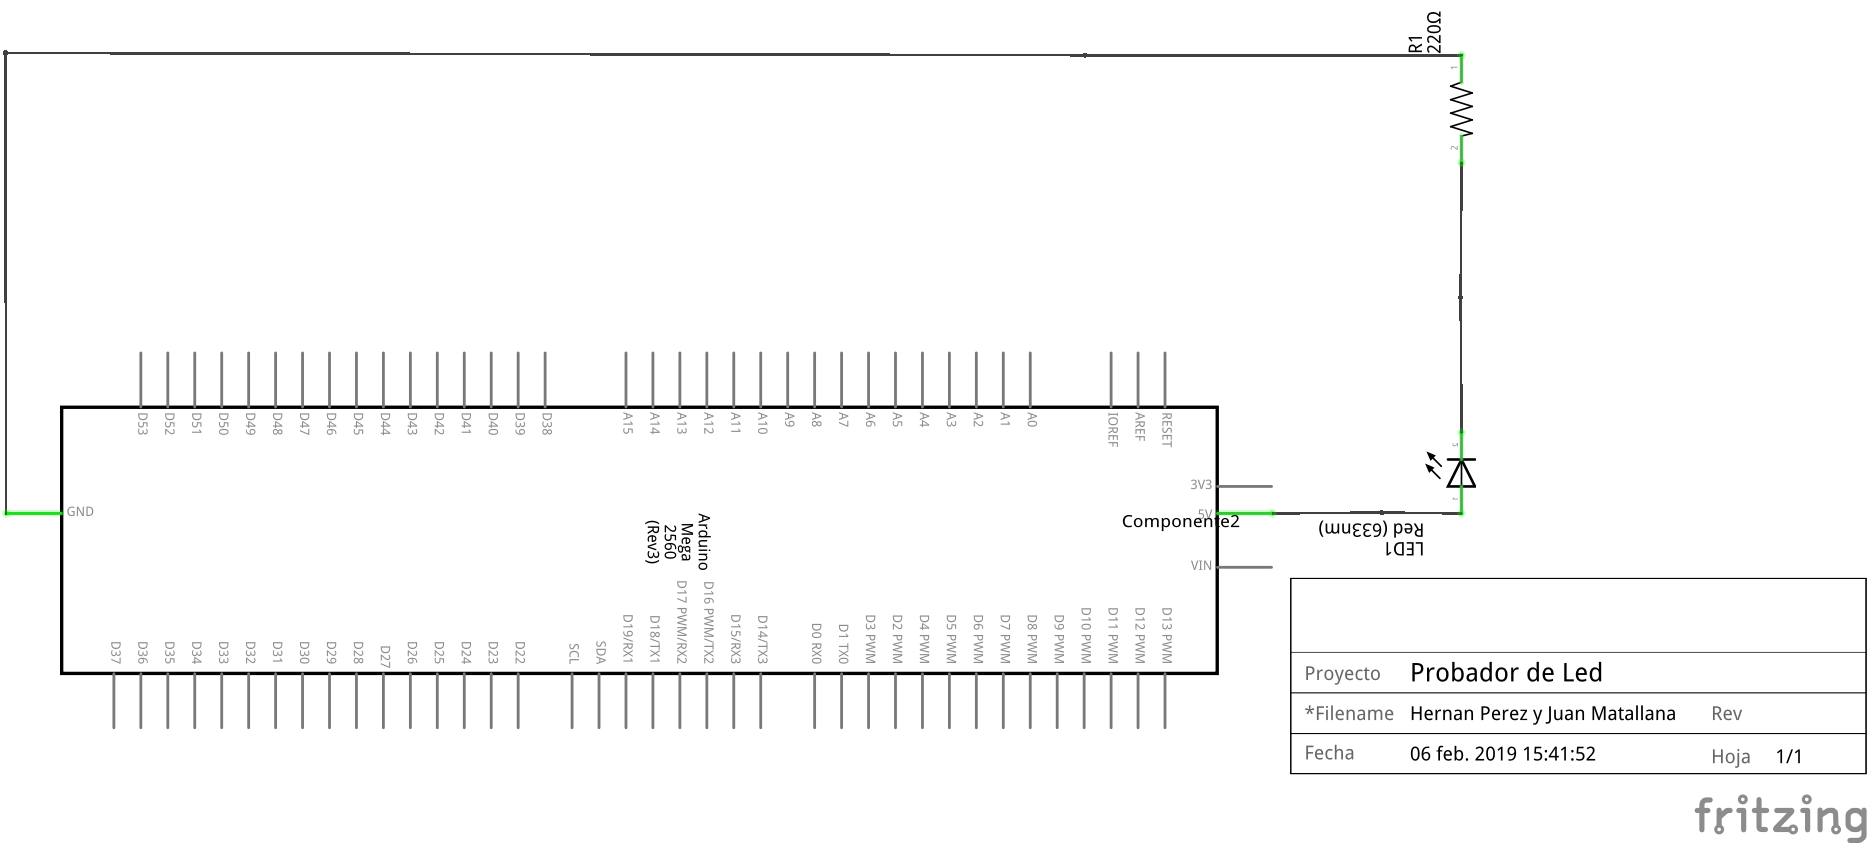 R1
220Ω
1
2
D53
D52
D51
D50
D49
D48
D47
D46
D45
D44
D43
D42
D41
D40
D39
D38
A15
A14
A13
A12
A11
A10
A9
A8
A7
A6
A5
A4
A3
A2
A1
A0
IOREF
AREF
RESET
3V3
GND
5V
Componente2
VIN
Arduino
Mega
2560
(Rev3)
LED1
Red (633nm)
D37
D36
D35
D34
D33
D32
D31
D30
D29
D28
D27
D26
D25
D24
D23
D22
SCL
SDA
D19/RX1
D18/TX1
D17 PWM/RX2
D16 PWM/TX2
D15/RX3
D14/TX3
D0 RX0
D1 TX0
D3 PWM
D2 PWM
D4 PWM
D5 PWM
D6 PWM
D7 PWM
D8 PWM
D9 PWM
D10 PWM
D11 PWM
D12 PWM
D13 PWM
Proyecto Probador de Led
*Filename Hernan Perez y Juan Matallana Rev
Fecha 06 feb. 2019 15:41:52 Hoja 1/1
fritzing